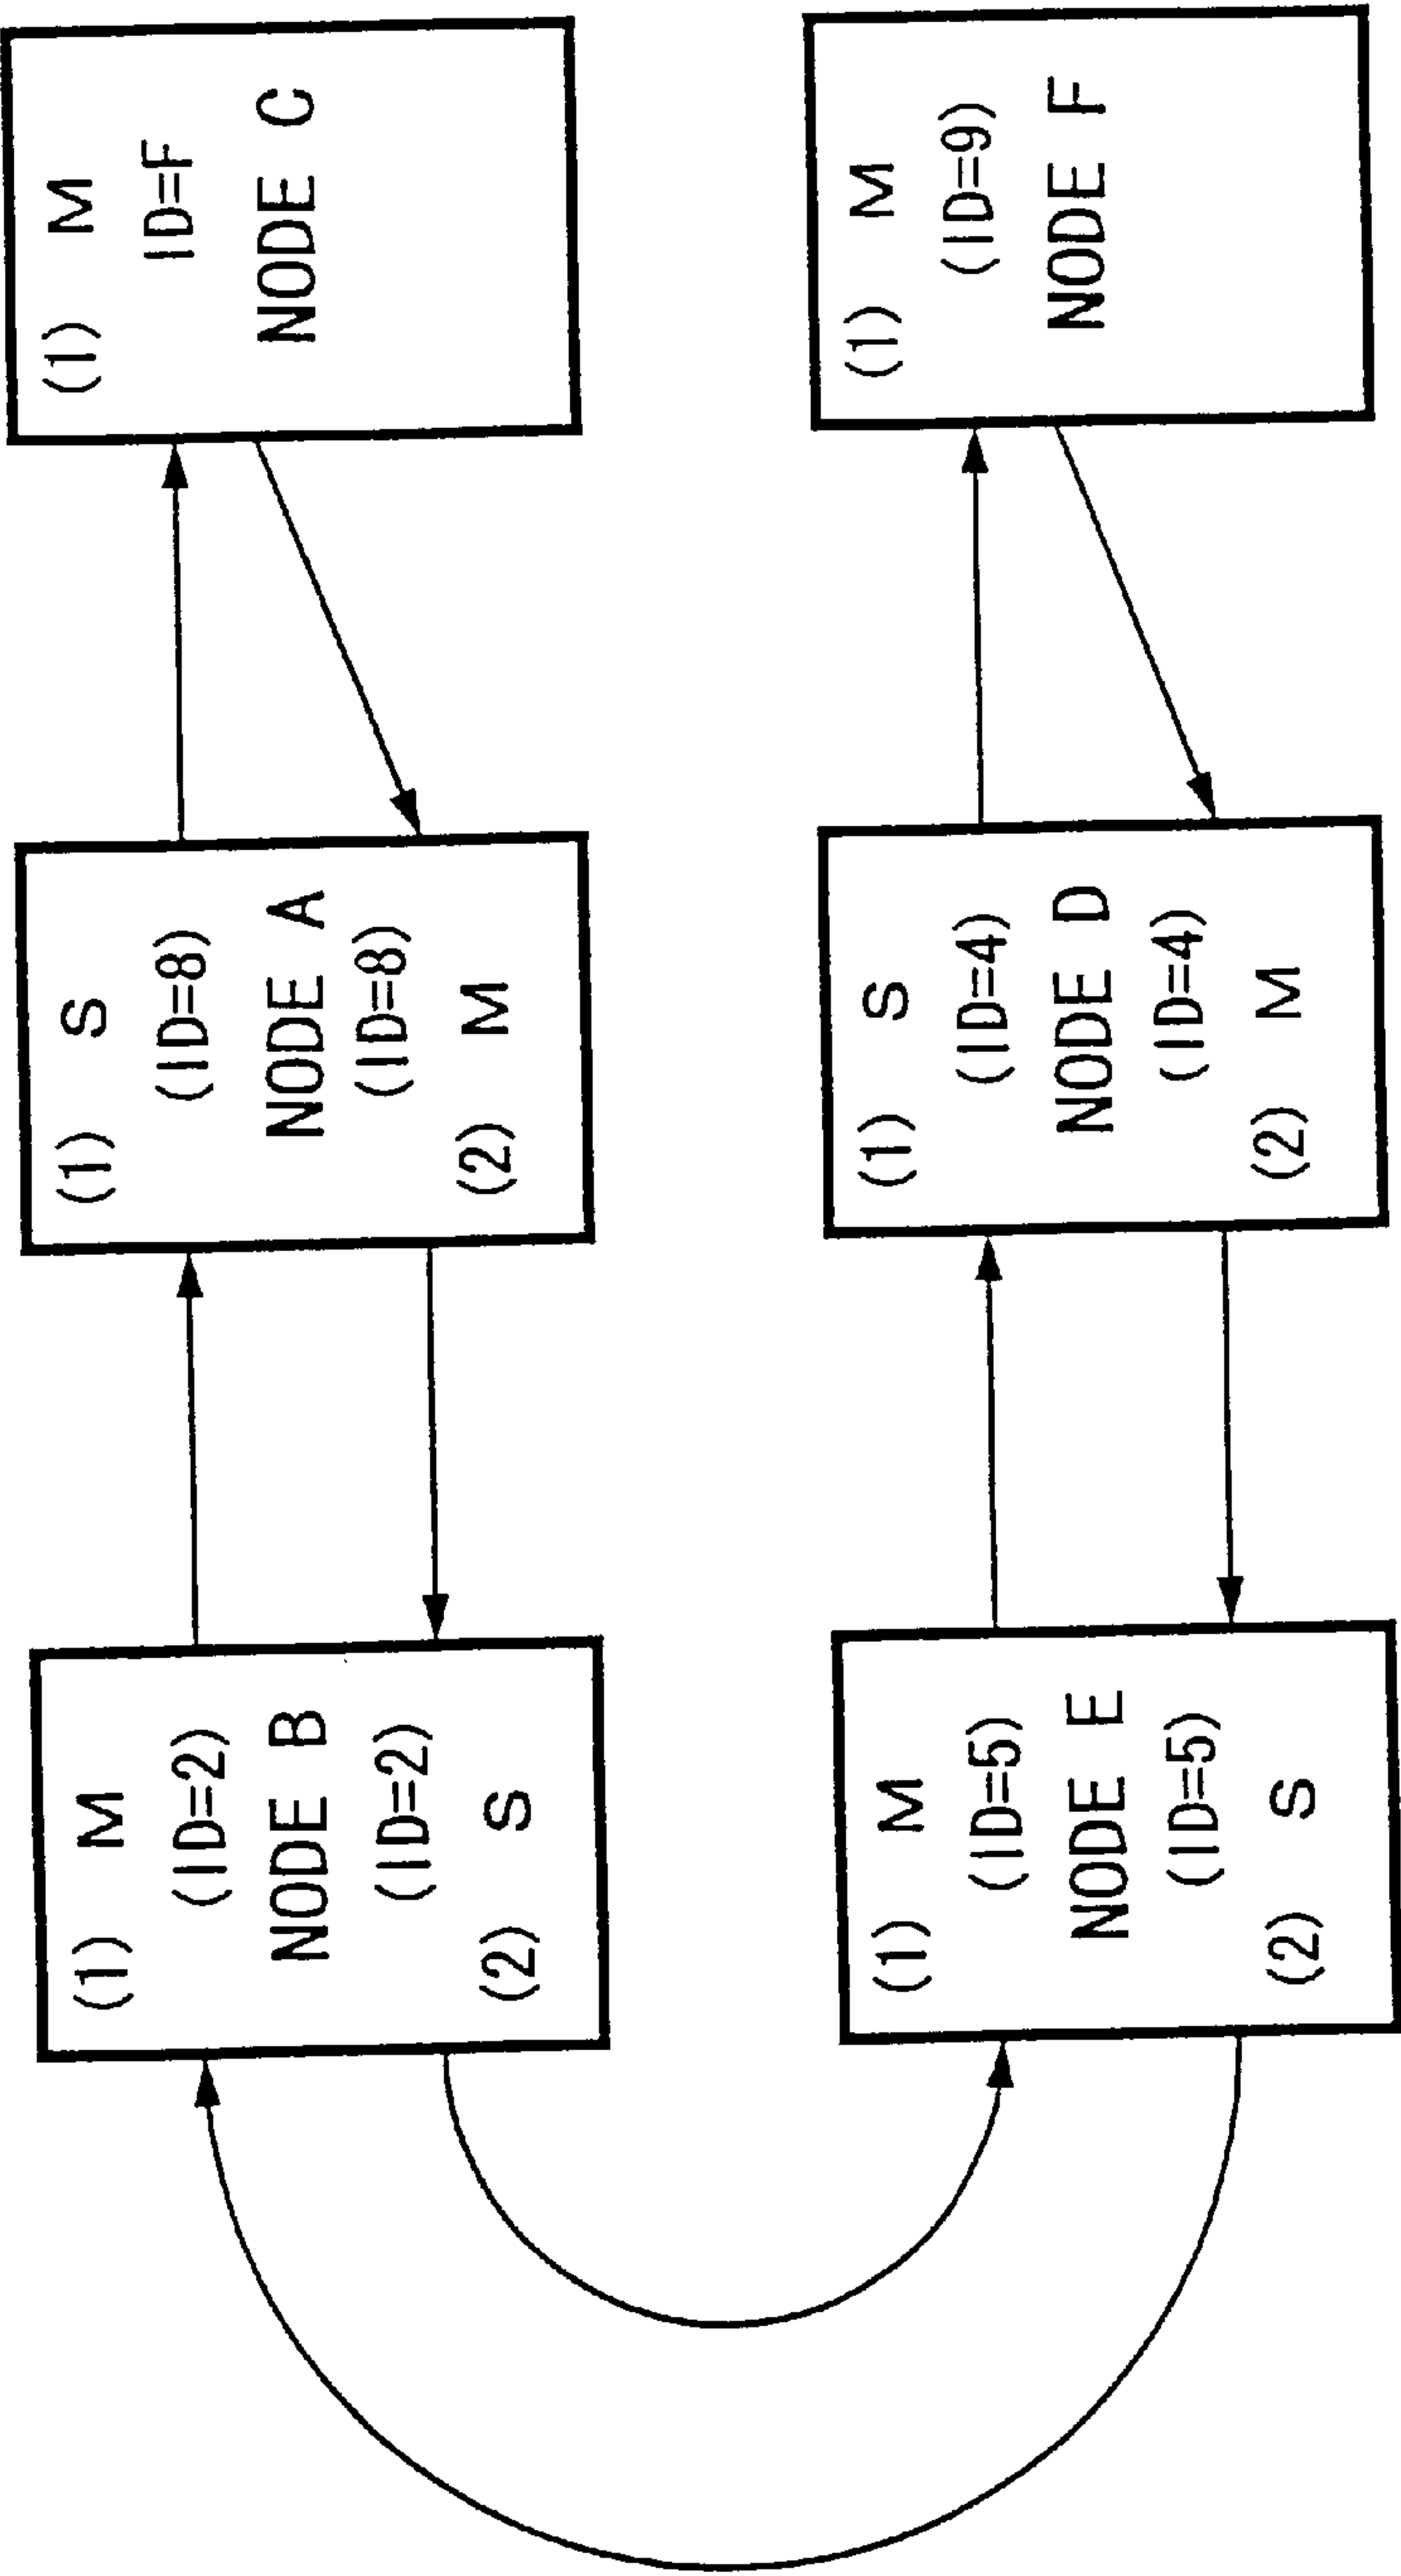 (1) M
(ID=2)
NODE B
(ID=2)
(2) S
(1) S
(ID=8)
NODE A
(ID=8)
(2) M
(1) M
ID=F
NODE C
(1) M
(ID=5)
NODE E
(ID=5)
(2) S
(1) S
(ID=4)
NODE D
(ID=4)
(2) M
(1) M
(ID=9)
NODE F